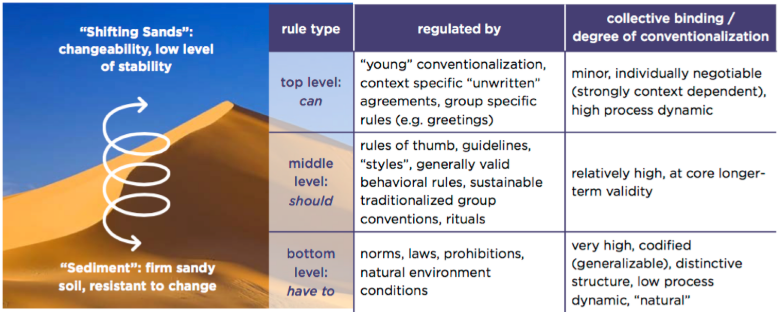 “Shifting Sands”:
changeability, low level
of stability
“Sediment”: firm sandy
soil, resistant to change
rule type
regulated by
collective binding /
degree of conventionalization
top level:
can
“young” conventionalization,
context specific “unwritten”
agreements, group specific
rules (e.g. greetings)
minor, individually negotiable
(strongly context dependent),
high process dynamic
middle
level:
should
rules of thumb, guidelines,
“styles”, generally valid
behavioral rules, sustainable
traditionalized group
conventions, rituals
relatively high, at core longer-
term validity
bottom
level:
have to
norms, laws, prohibitions,
natural environment
conditions
very high, codified
(generalizable), distinctive
structure, low process
dynamic, “natural”